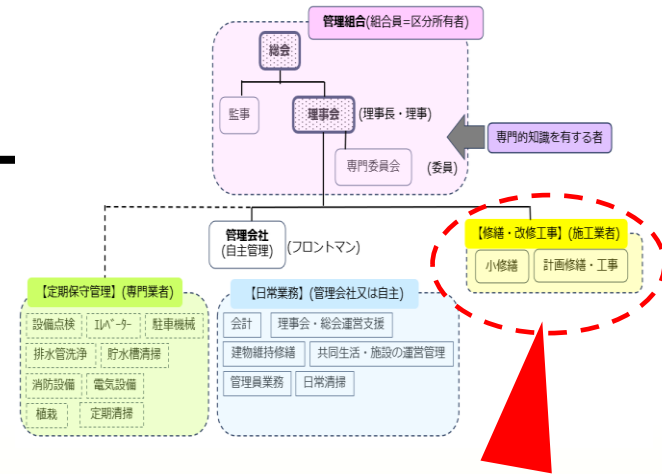 管理組合(組合員=区分所有者)
総会
監事
理事会
(理事長・理事)
専門的知識を有する者
専門委員会
(委員)
管理会社
(自主管理)
(フロントマン)
【修繕・改修工事】(施工業者)
小修繕
計画修繕・工事
【定期保守管理】(専門業者)
設備点検
ｴﾚﾍﾞｰﾀｰ
駐車機械
排水管洗浄
貯水槽清掃
消防設備
電気設備
植栽
定期清掃
【日常業務】(管理会社又は自主)
会計
理事会・総会運営支援
建物維持修繕
共同生活・施設の運営管理
管理員業務
日常清掃